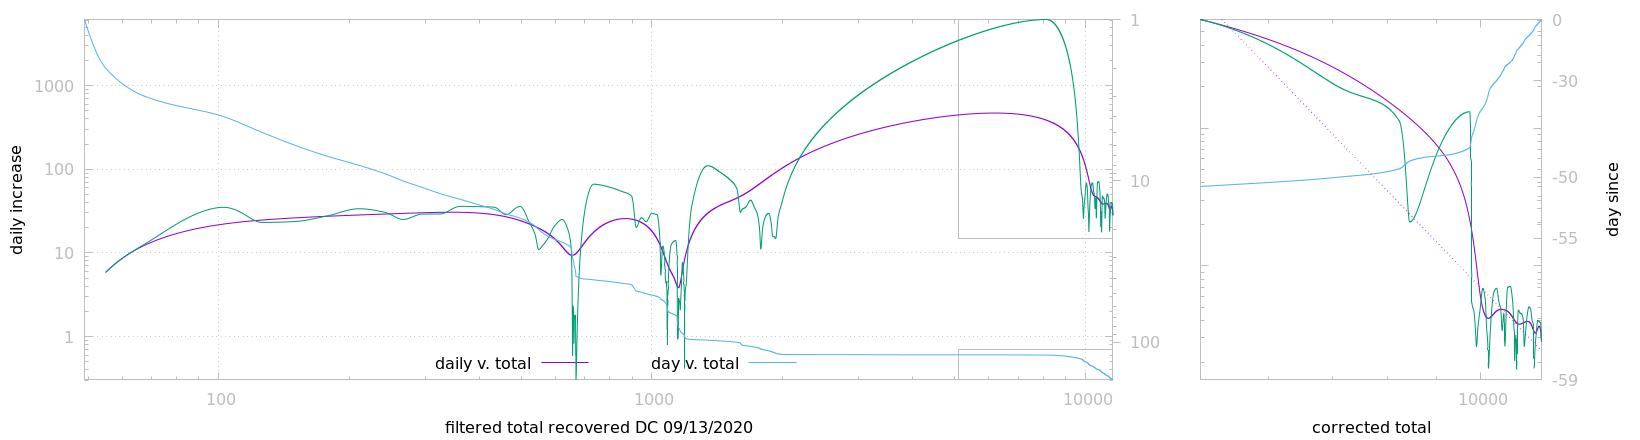 daily increase
1000
100
10
1
daily v. total
day v. total
1
10
100
100
1000
10000
filtered total recovered DC 09/13/2020
0
-30
-50
-55
-59
day since
10000
corrected total